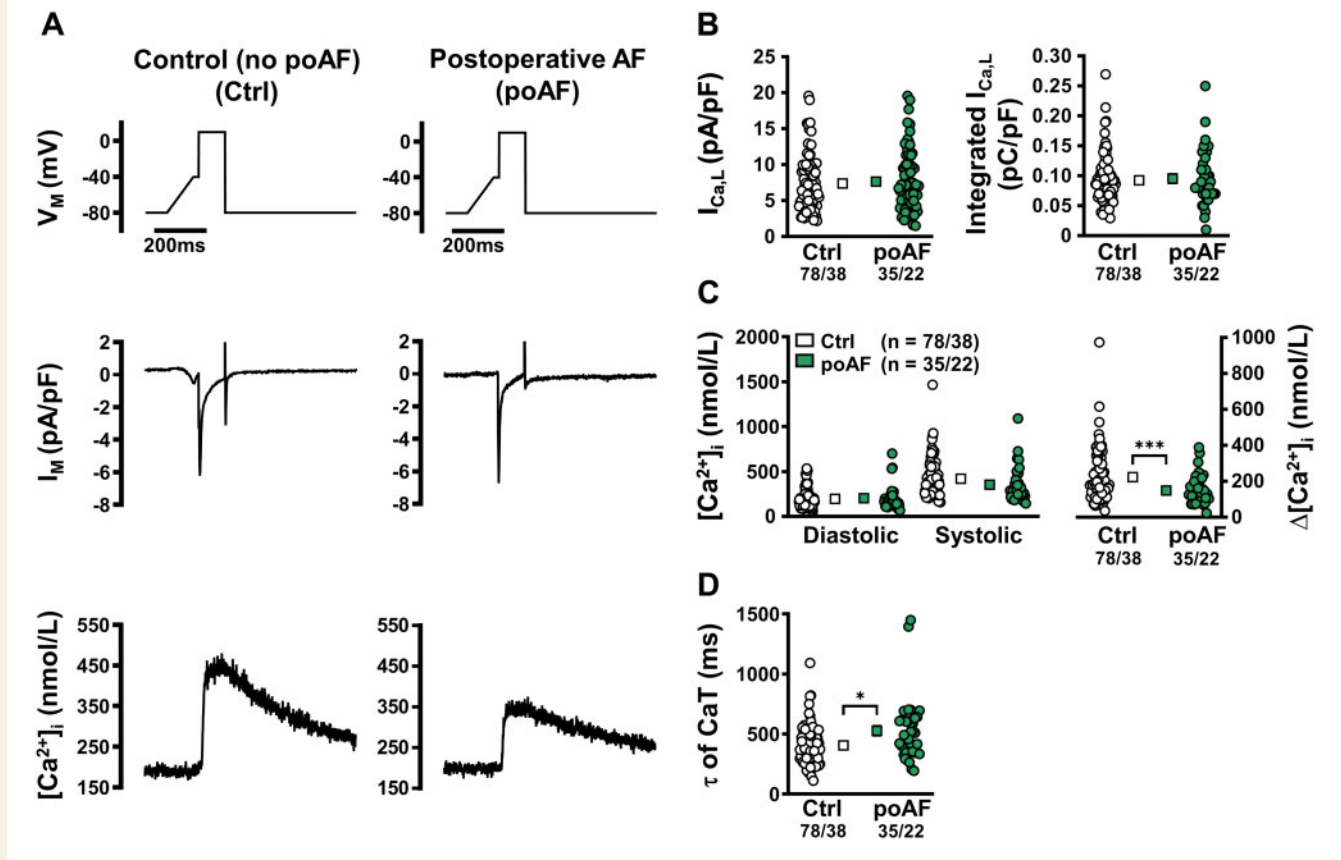 A
Control (no poAF)
(Ctrl)
Postoperative AF
(poAF)
V_M (mV)
0
-40
-80
200ms
0
-40
-80
200ms
I_M (pA/pF)
2
0
-2
-4
-6
-8
2
0
-2
-4
-6
-8
[Ca²⁺]ᵢ (nmol/L)
550
450
350
250
150
550
450
350
250
150
B
I_Ca,L (pA/pF)
25
20
15
10
5
0
Ctrl
78/38
poAF
35/22
Integrated I_Ca,L
(pC/pF)
0.30
0.25
0.20
0.15
0.10
0.05
0
Ctrl
78/38
poAF
35/22
C
[Ca²⁺]ᵢ (nmol/L)
2000
1500
1000
500
0
Ctrl (n = 78/38)
poAF (n = 35/22)
Diastolic
Systolic
***
Ctrl
78/38
poAF
35/22
1000
800
600
400
200
0
Δ[Ca²⁺]ᵢ (nmol/L)
D
τ of CaT (ms)
1500
1000
500
0
*
Ctrl
78/38
poAF
35/22